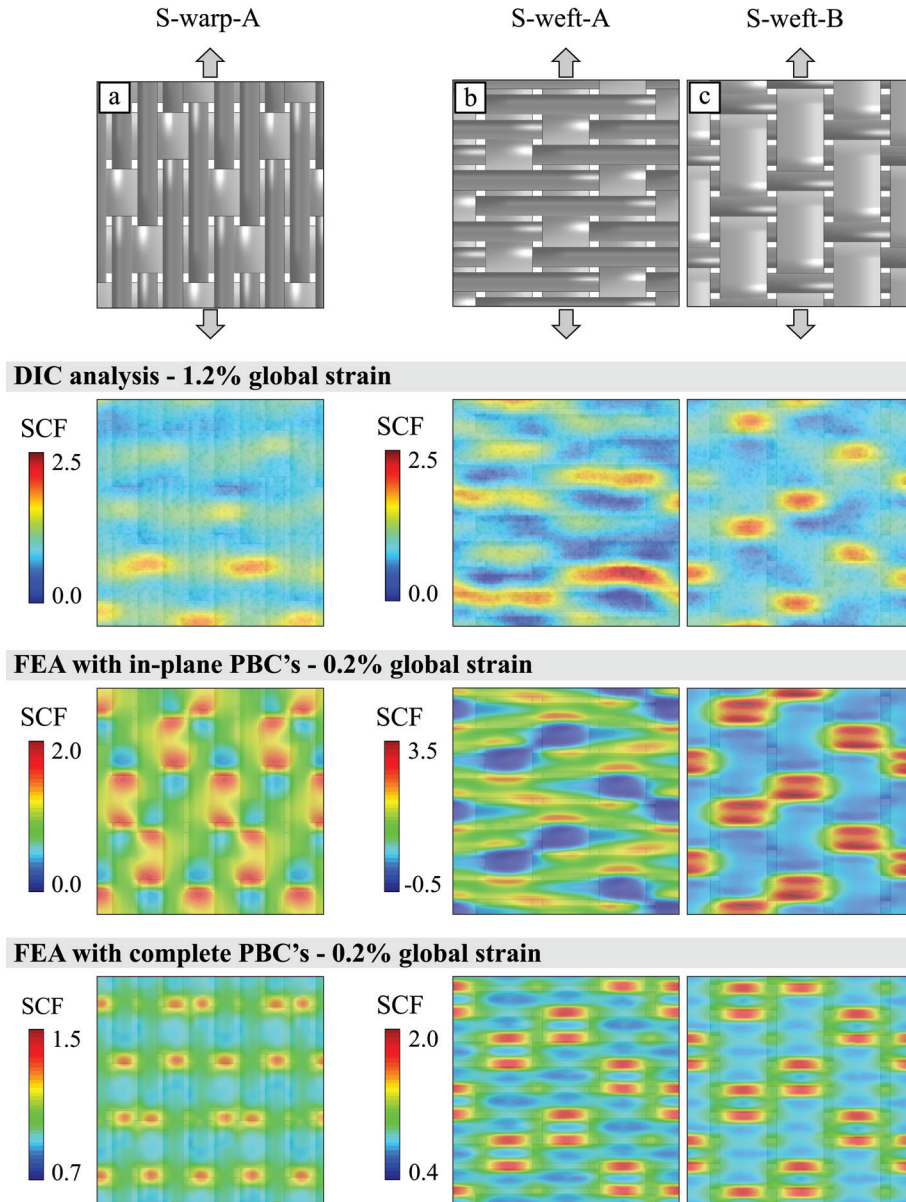 S-warp-A
S-weft-A
S-weft-B
a
b
c
DIC analysis - 1.2% global strain
SCF
2.5
0.0
SCF
2.5
0.0
FEA with in-plane PBC's - 0.2% global strain
SCF
2.0
0.0
SCF
3.5
-0.5
FEA with complete PBC's - 0.2% global strain
SCF
1.5
0.7
SCF
2.0
0.4